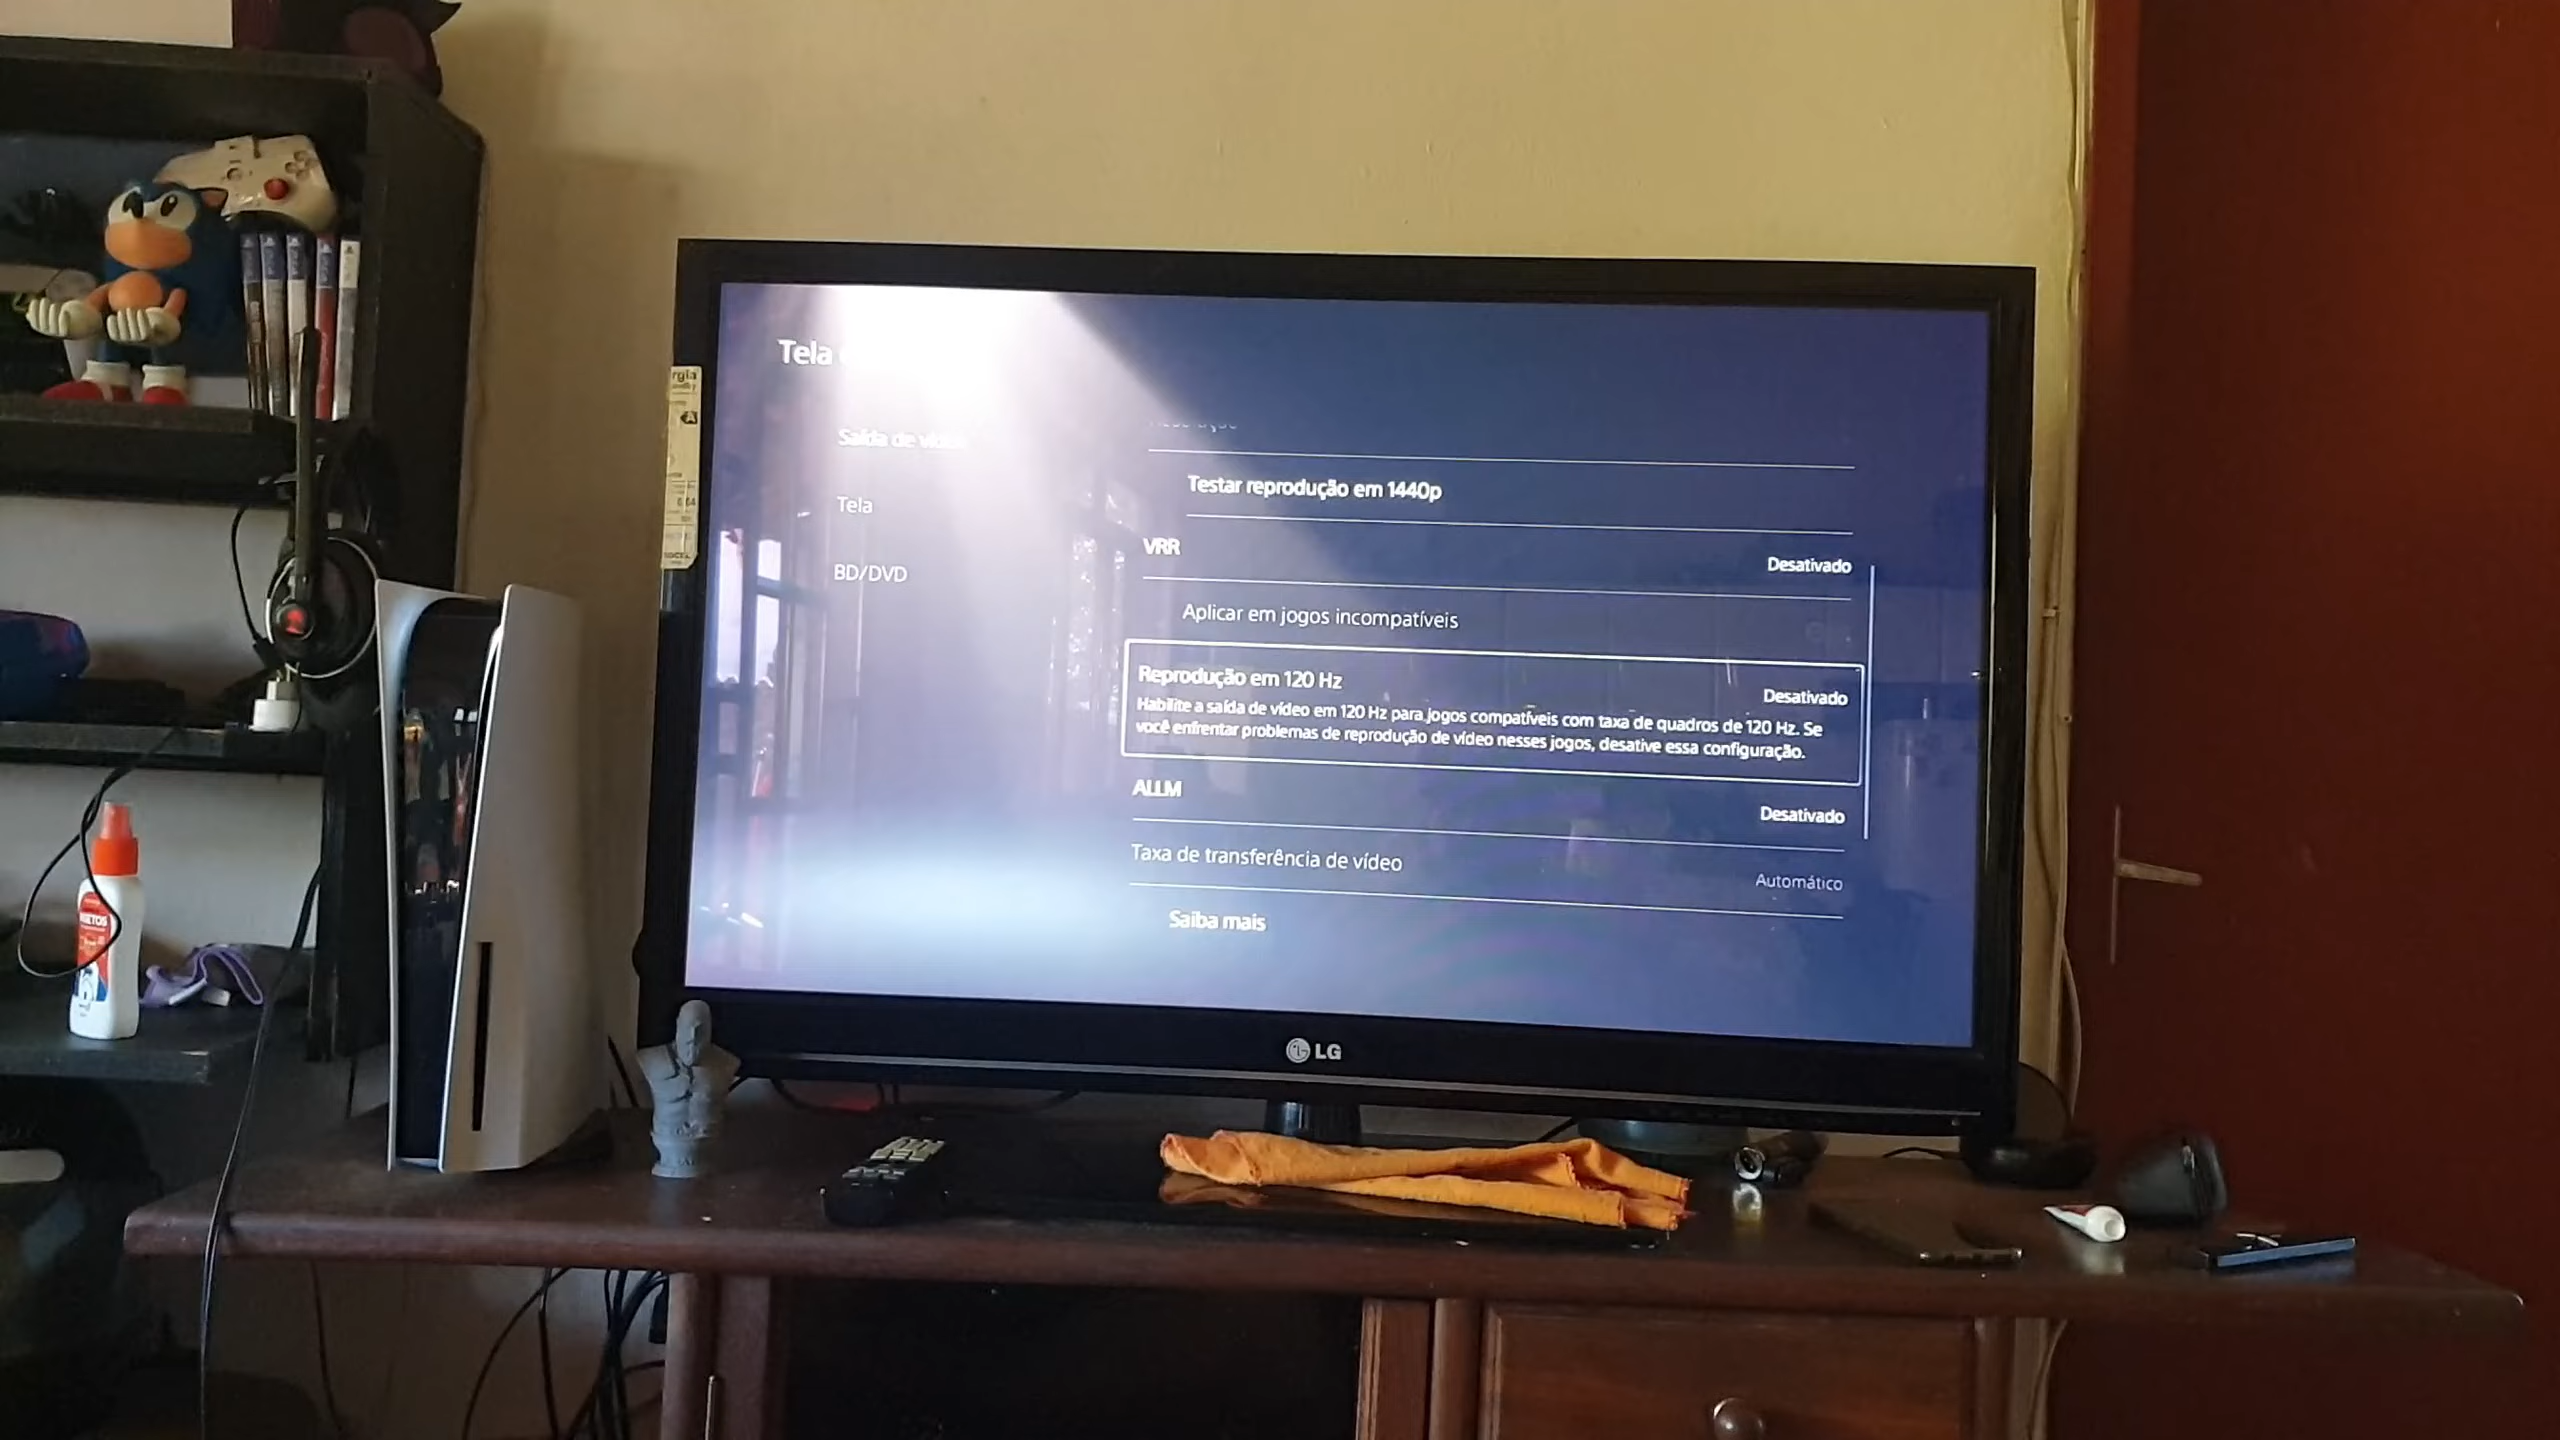 Tela
Saída de vídeo
Tela
BD/DVD
Testar reprodução em 1440p
VRR
Desativado
Aplicar em jogos incompatíveis
Reprodução em 120 Hz
Desativado
Habilite a saída de vídeo em 120 Hz para jogos compatíveis com taxa de quadros de 120 Hz. Se
você enfrentar problemas de reprodução de vídeo nesses jogos, desative essa configuração.
ALLM
Desativado
Taxa de transferência de vídeo
Automático
Saiba mais
LG
rgia
A